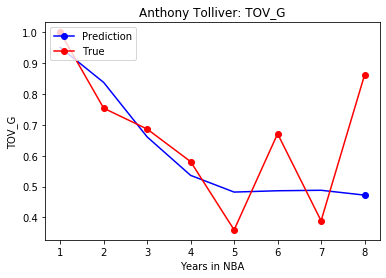 Anthony Tolliver: TOV_G
Prediction
True
1.0
0.9
0.8
0.7
0.6
0.5
0.4
TOV_G
1 2 3 4 5 6 7 8
Years in NBA